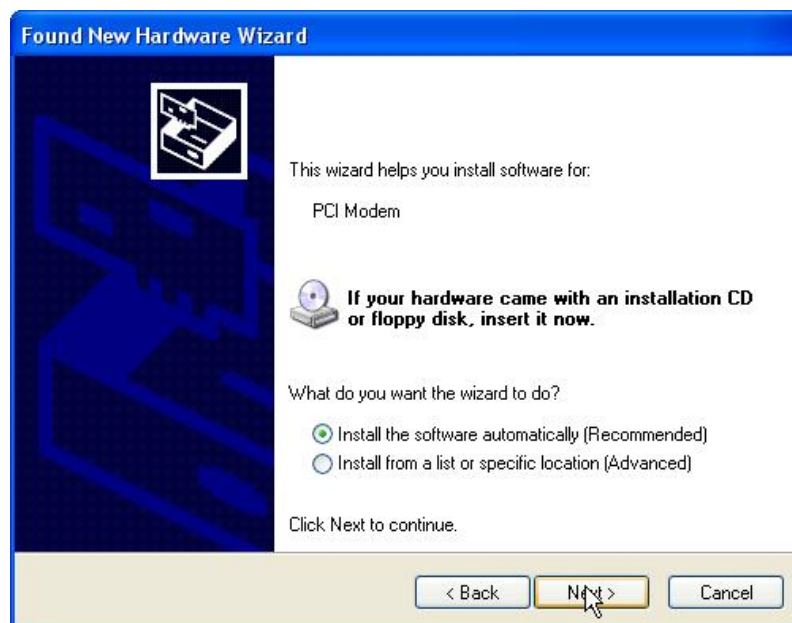 Found New Hardware Wizard
This wizard helps you install software for:
PCI Modem
If your hardware came with an installation CD
or floppy disk, insert it now.
What do you want the wizard to do?
Install the software automatically (Recommended)
Install from a list or specific location (Advanced)
Click Next to continue.
< Back Next > Cancel